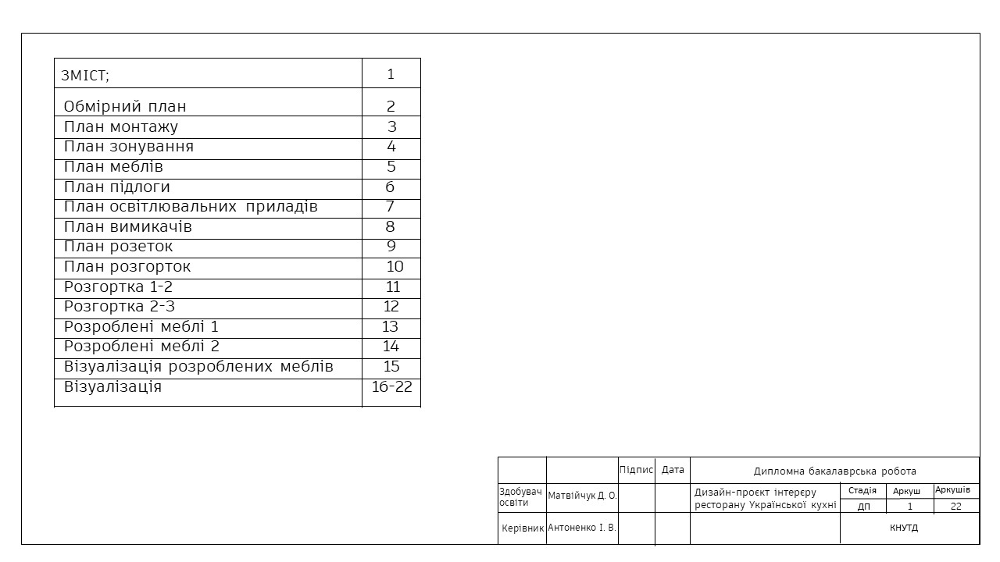 ЗМІСТ; 1
Обмірний план 2
План монтажу 3
План зонування 4
План меблів 5
План підлоги 6
План освітлювальних приладів 7
План вимикачів 8
План розеток 9
План розгорток 10
Розгортка 1-2 11
Розгортка 2-3 12
Розроблені меблі 1 13
Розроблені меблі 2 14
Візуалізація розроблених меблів 15
Візуалізація 16-22
Підпис Дата Дипломна бакалаврська робота
Здобувач
освіти
Матвійчук Д. О.
Дизайн-проєкт інтерєру
ресторану Української кухні
Стадія Аркуш Аркушів
ДП 1 22
Керівник Антоненко І. В. КНУТД